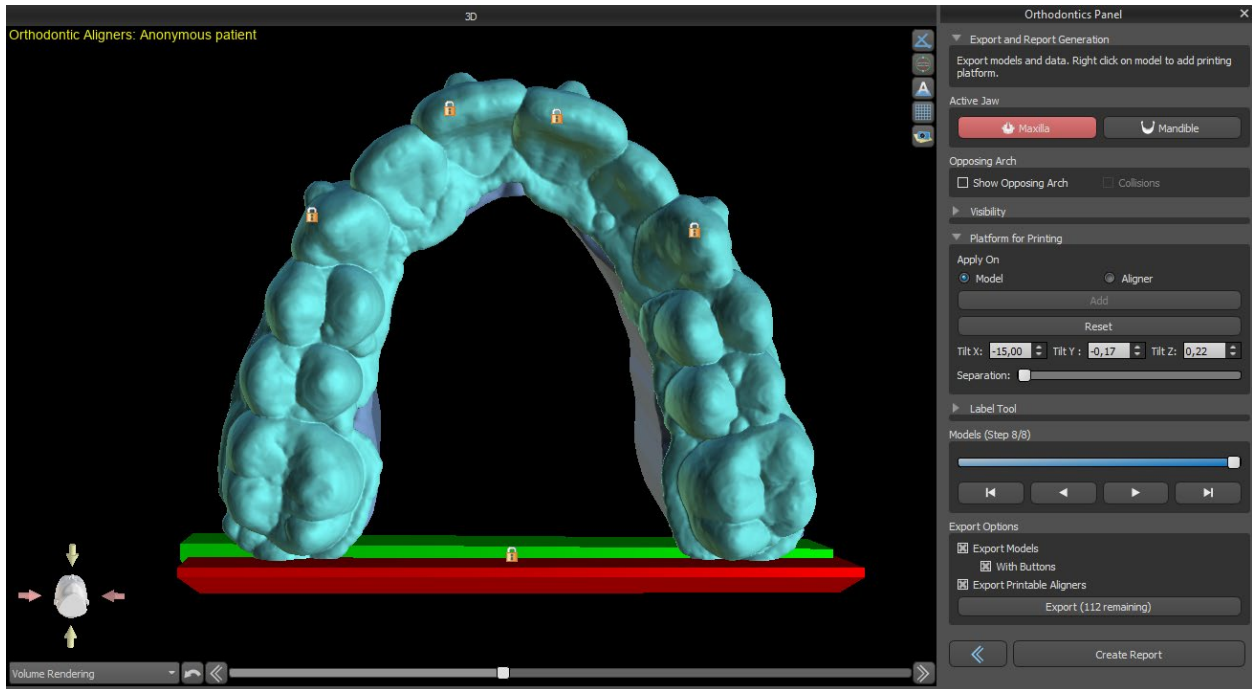 3D
Orthodontic Aligners: Anonymous patient
Volume Rendering
Orthodontics Panel
Export and Report Generation
Export models and data. Right click on model to add printing
platform.
Active Jaw
Maxilla Mandible
Opposing Arch
Show Opposing Arch Collisions
Visibility
Platform for Printing
Apply On
Model Aligner
Add
Reset
Tilt X: -15,00 Tilt Y : -0,17 Tilt Z: 0,22
Separation:
Label Tool
Models (Step 8/8)
Export Options
Export Models
With Buttons
Export Printable Aligners
Export (112 remaining)
Create Report